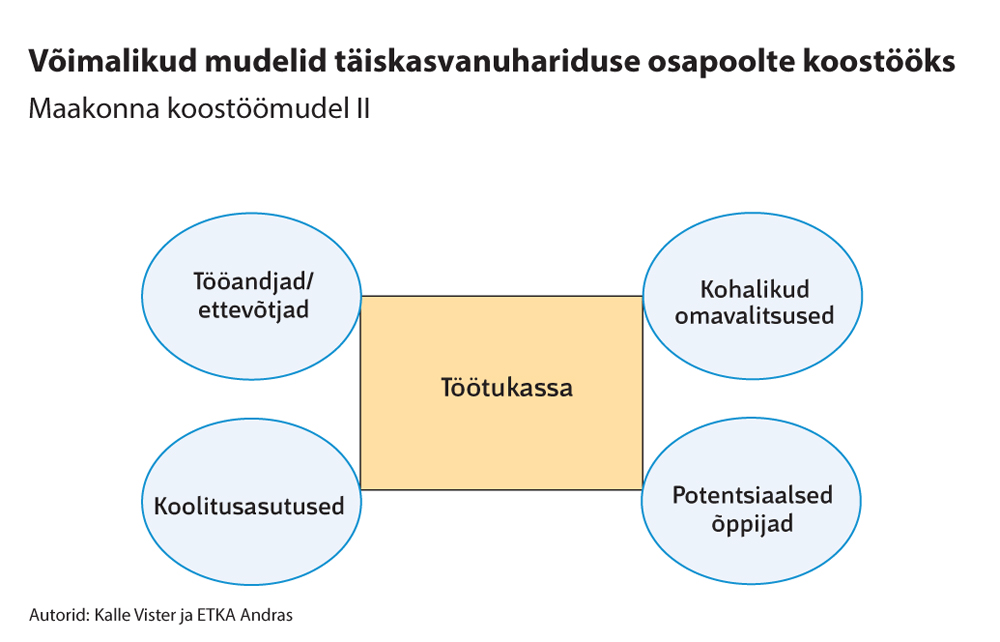 Võimalikud mudelid täiskasvanuhariduse osapoolte koostööks
Maakonna koostöömudel II
Tööandjad/
ettevõtjad
Kohalikud
omavalitsused
Töötukassa
Koolitusasutused
Potentsiaalsed
õppijad
Autorid: Kalle Vister ja ETKA Andras